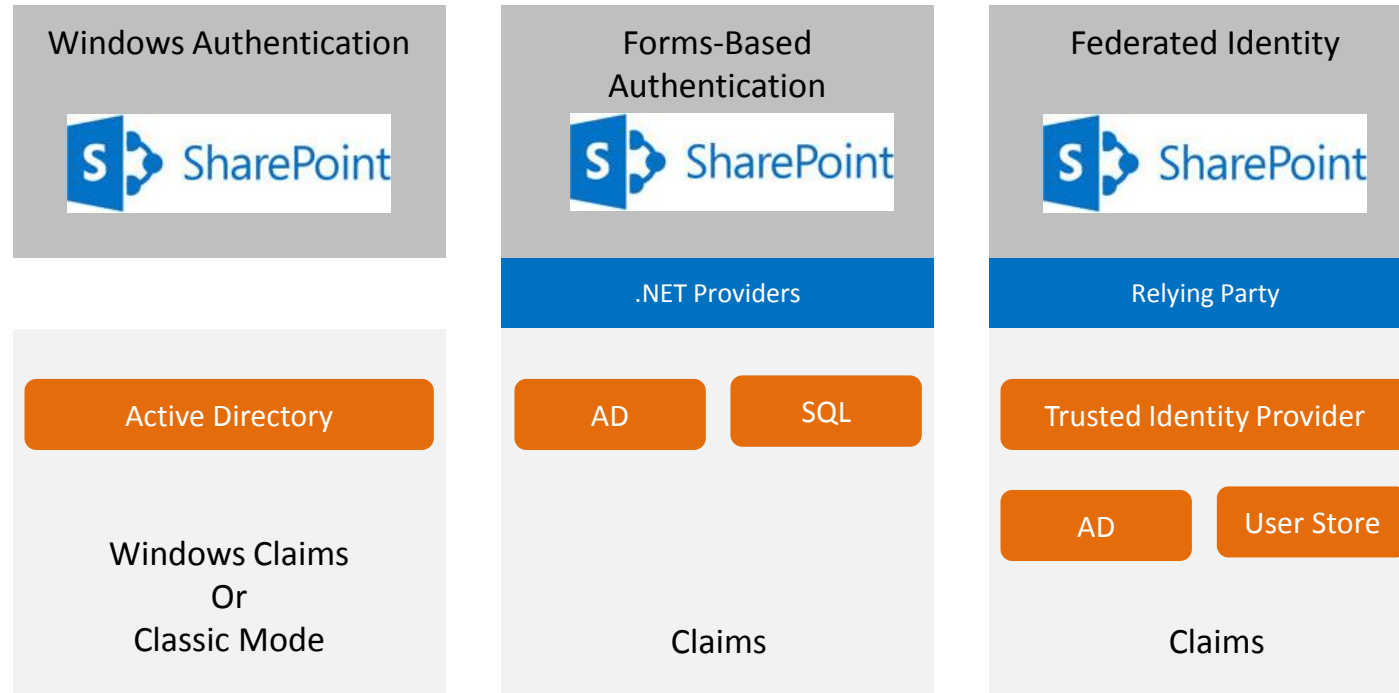 Windows Authentication
SharePoint
Active Directory
Windows Claims
Or
Classic Mode
Forms-Based
Authentication
SharePoint
.NET Providers
AD
SQL
Claims
Federated Identity
SharePoint
Relying Party
Trusted Identity Provider
AD
User Store
Claims